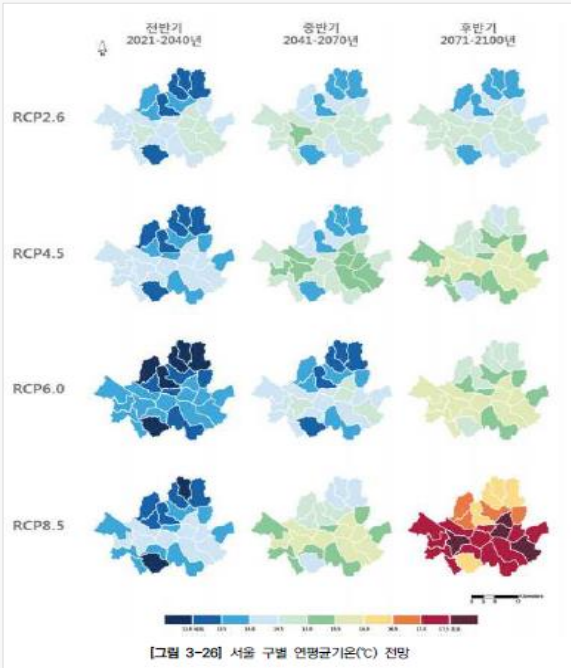 전반기 중반기 후반기
2021-2040년 2041-2070년 2071-2100년
RCP2.6
RCP4.5
RCP6.0
RCP8.5
[그림 3-26] 서울 구별 연평균기온(℃) 전망